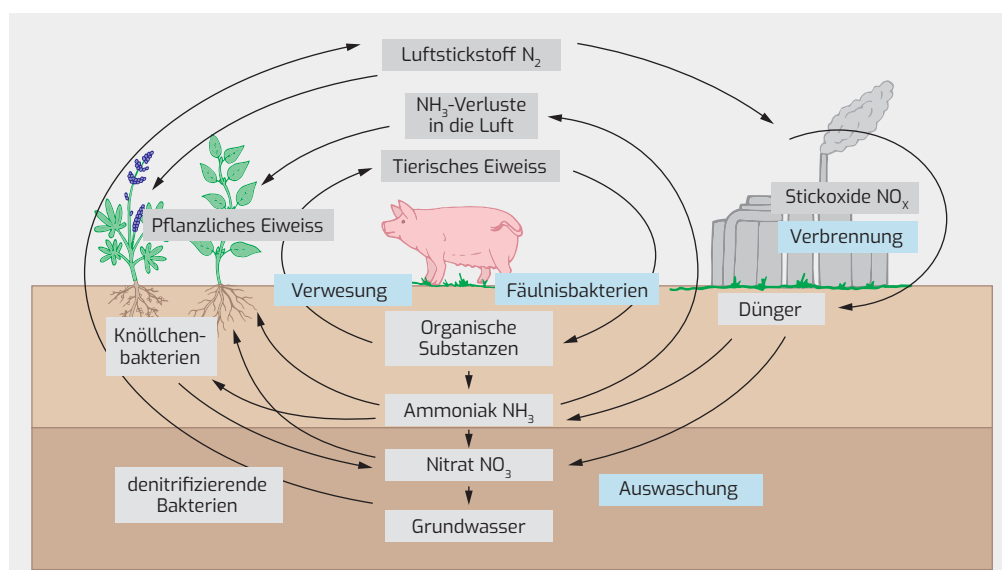 Luftstickstoff N₂
NH₃-Verluste
in die Luft
Tierisches Eiweiss
Pflanzliches Eiweiss
Stickoxide NOₓ
Verbrennung
Verwesung
Fäulnisbakterien
Dünger
Organische
Substanzen
Knöllchen-
bakterien
Ammoniak NH₃
Nitrat NO₃
denitrifizierende
Bakterien
Auswaschung
Grundwasser